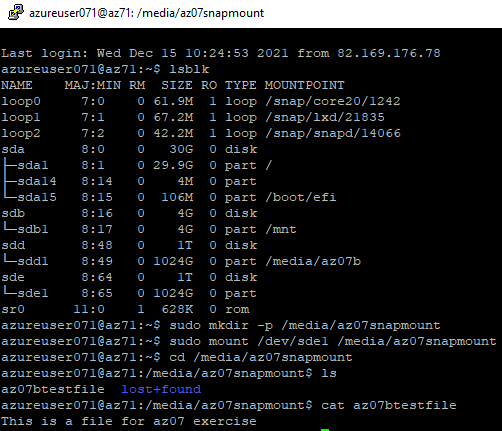 azureuser071@az71: /media/az07snapmount
Last login: Wed Dec 15 10:24:53 2021 from 82.169.176.78
azureuser071@az71:~$ lsblk
NAME    MAJ:MIN RM  SIZE RO TYPE MOUNTPOINT
loop0     7:0    0 61.9M  1 loop /snap/core20/1242
loop1     7:1    0 67.2M  1 loop /snap/lxd/21835
loop2     7:2    0 42.2M  1 loop /snap/snapd/14066
sda       8:0    0   30G  0 disk
├─sda1    8:1    0 29.9G  0 part /
├─sda14   8:14   0    4M  0 part
└─sda15   8:15   0  106M  0 part /boot/efi
sdb       8:16   0    4G  0 disk
└─sdb1    8:17   0    4G  0 part /mnt
sdd       8:48   0    1T  0 disk
└─sdd1    8:49   0 1024G  0 part /media/az07b
sde       8:64   0    1T  0 disk
└─sde1    8:65   0 1024G  0 part
sr0      11:0    1  628K  0 rom
azureuser071@az71:~$ sudo mkdir -p /media/az07snapmount
azureuser071@az71:~$ sudo mount /dev/sde1 /media/az07snapmount
azureuser071@az71:~$ cd /media/az07snapmount
azureuser071@az71:/media/az07snapmount$ ls
az07btestfile  lost+found
azureuser071@az71:/media/az07snapmount$ cat az07btestfile
This is a file for az07 exercise